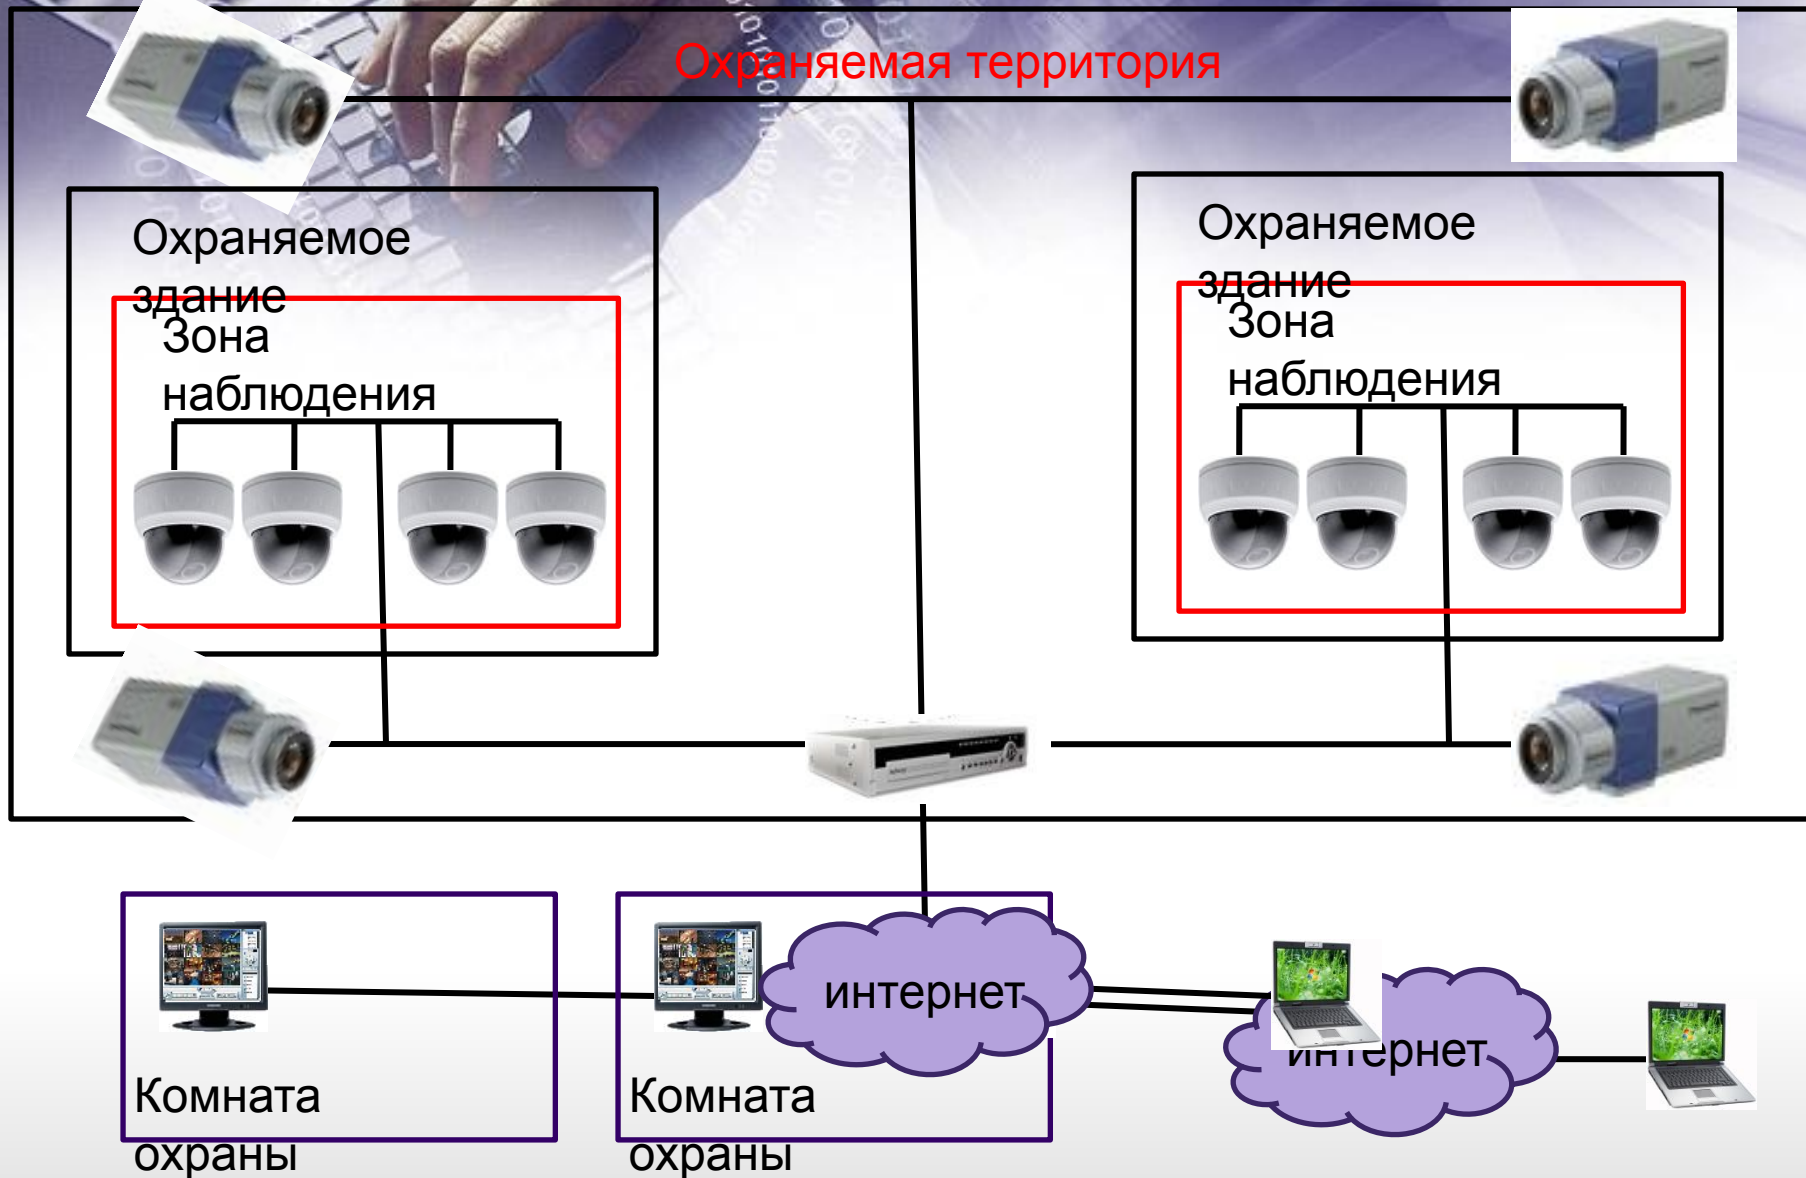 Охраняемая территория
Охраняемое
здание
Зона
наблюдения
Охраняемое
здание
Зона
наблюдения
интернет
интернет
Комната
охраны
Комната
охраны